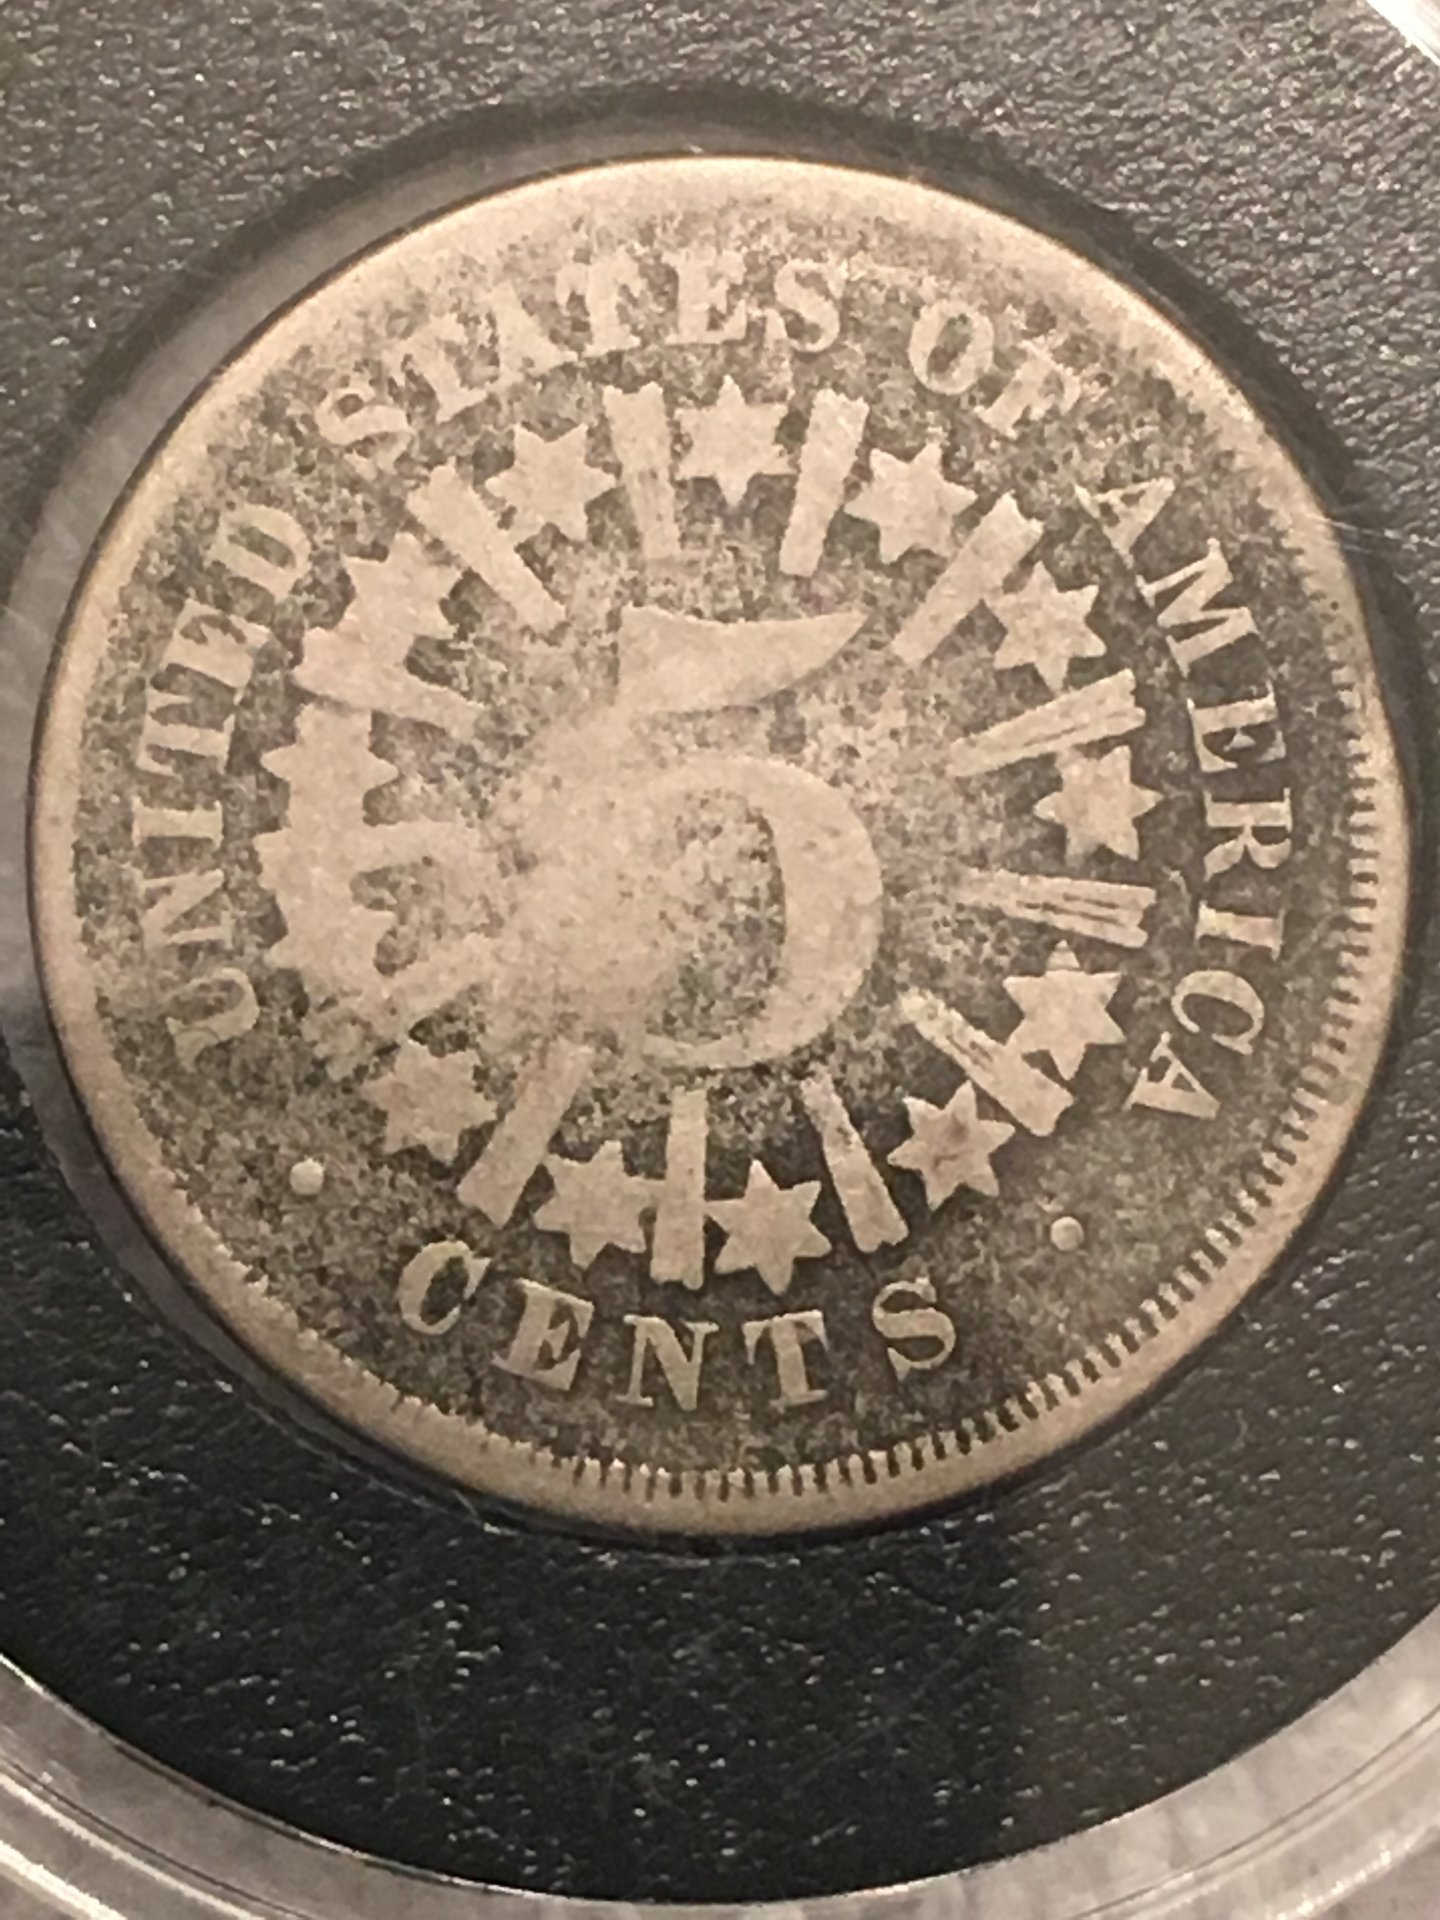 UNITED STATES OF AMERICA
5
CENTS